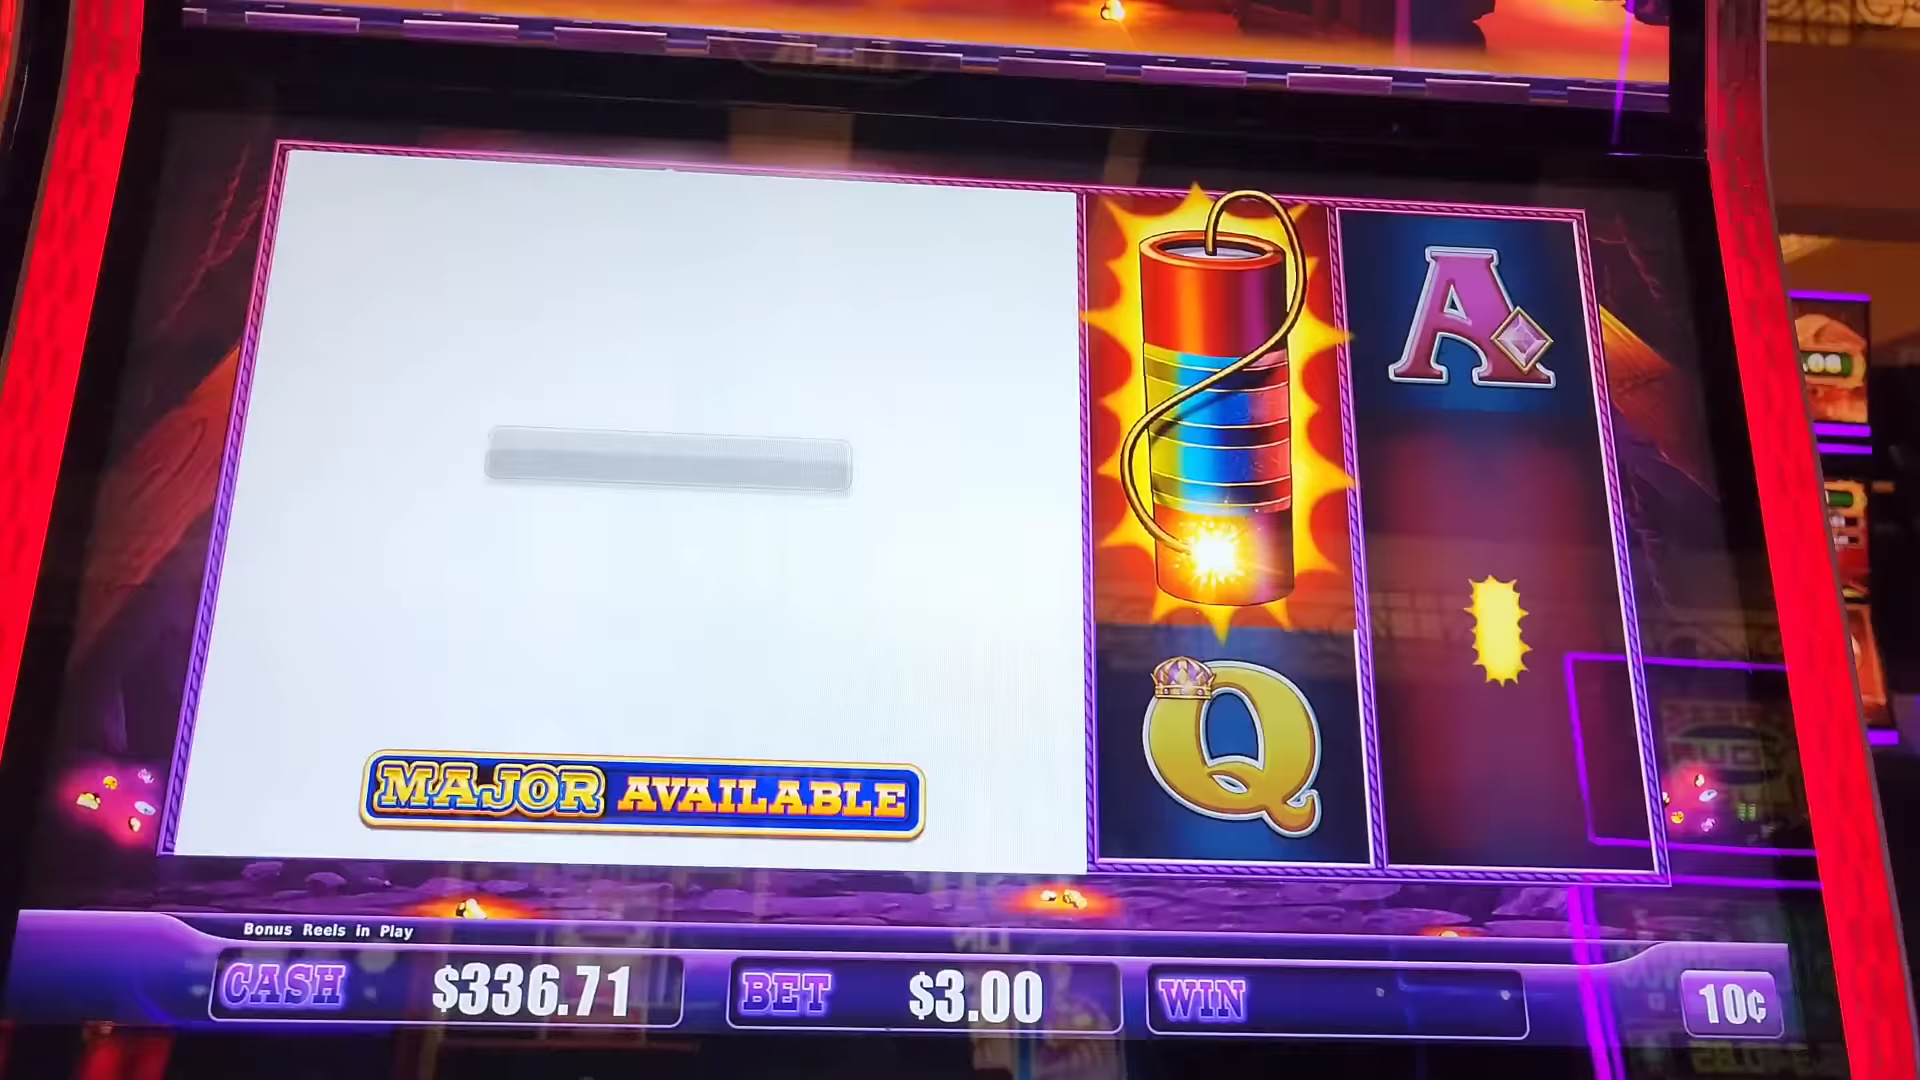 A
Q
MAJOR AVAILABLE
Bonus Reels in Play
CASH $336.71
BET $3.00
WIN
10¢